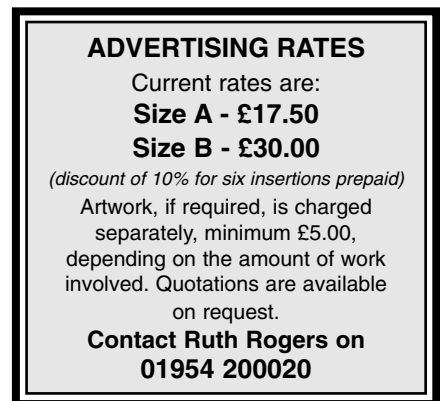 ADVERTISING RATES
Current rates are:
Size A - £17.50
Size B - £30.00
(discount of 10% for six insertions prepaid)
Artwork, if required, is charged
separately, minimum £5.00,
depending on the amount of work
involved. Quotations are available
on request.
Contact Ruth Rogers on
01954 200020